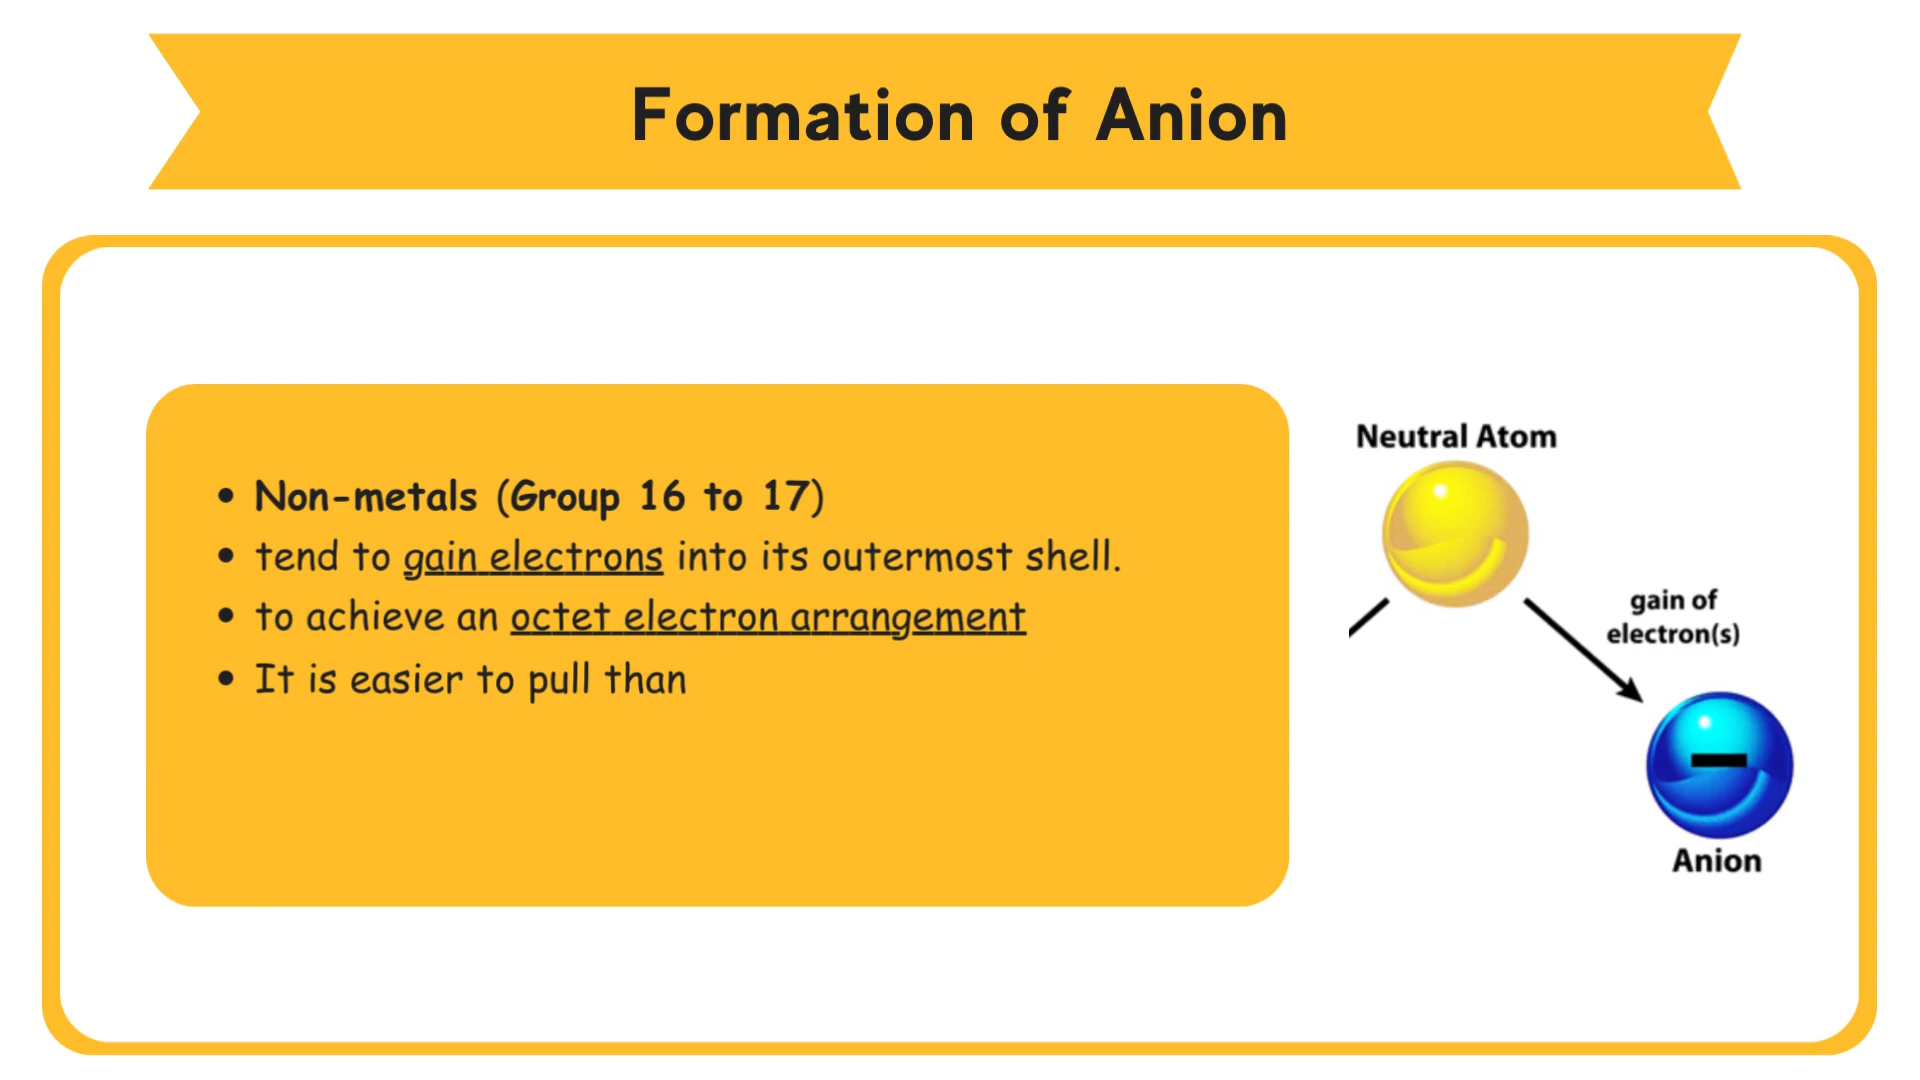 Formation of Anion
• Non-metals (Group 16 to 17)
• tend to gain electrons into its outermost shell.
• to achieve an octet electron arrangement
• It is easier to pull than
Neutral Atom
gain of
electron(s)
Anion